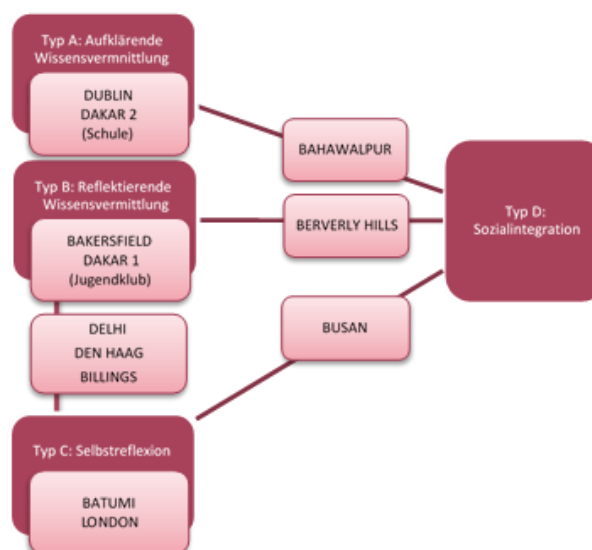 Typ A: Aufklärende
Wissensvermnittlung
DUBLIN
DAKAR 2
(Schule)
BAHAWALPUR
Typ B: Reflektierende
Wissensvermittlung
BAKERSFIELD
DAKAR 1
(Jugendklub)
BERVERLY HILLS
Typ D:
Sozialintegration
DELHI
DEN HAAG
BILLINGS
BUSAN
Typ C: Selbstreflexion
BATUMI
LONDON